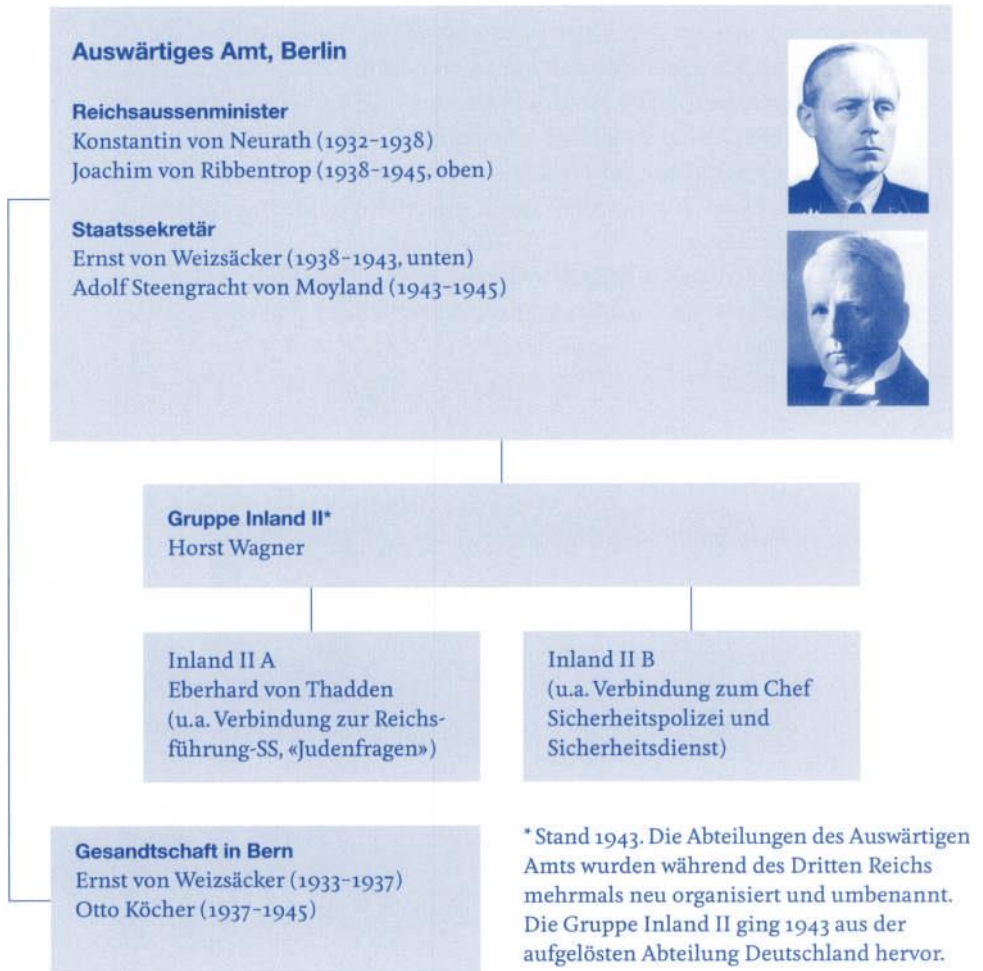 Auswärtiges Amt, Berlin
Reichsaussenminister
Konstantin von Neurath (1932–1938)
Joachim von Ribbentrop (1938–1945, oben)
Staatssekretär
Ernst von Weizsäcker (1938–1943, unten)
Adolf Steengracht von Moyland (1943–1945)
Gruppe Inland II*
Horst Wagner
Inland II A
Eberhard von Thadden
(u.a. Verbindung zur Reichs-
führung-SS, «Judenfragen»)
Inland II B
(u.a. Verbindung zum Chef
Sicherheitspolizei und
Sicherheitsdienst)
Gesandtschaft in Bern
Ernst von Weizsäcker (1933–1937)
Otto Köcher (1937–1945)
* Stand 1943. Die Abteilungen des Auswärtigen
Amts wurden während des Dritten Reichs
mehrmals neu organisiert und umbenannt.
Die Gruppe Inland II ging 1943 aus der
aufgelösten Abteilung Deutschland hervor.